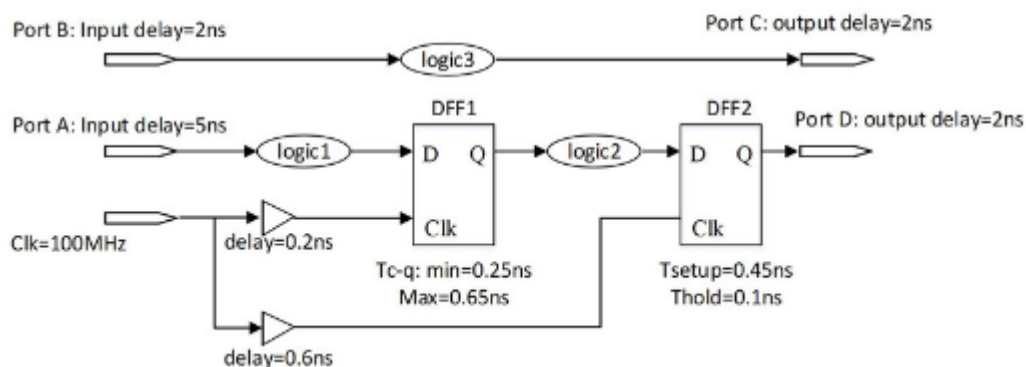 Port B: Input delay=2ns
Port C: output delay=2ns
logic3
Port A: Input delay=5ns
DFF1
DFF2
Port D: output delay=2ns
logic1
D
Q
logic2
D
Q
Clk
Clk
Clk=100MHz
delay=0.2ns
Tc-q: min=0.25ns
Max=0.65ns
Tsetup=0.45ns
Thold=0.1ns
delay=0.6ns